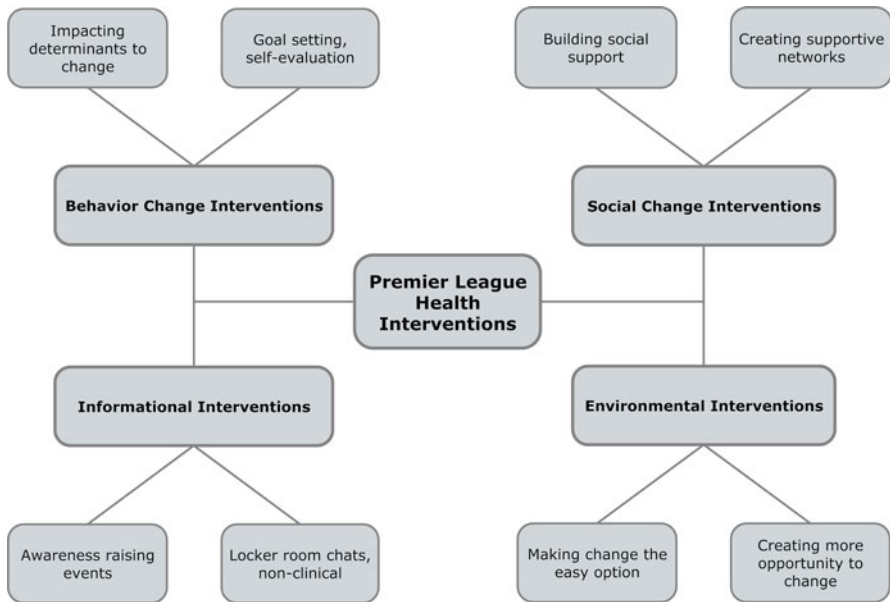 Impacting
determinants to
change
Goal setting,
self-evaluation
Building social
support
Creating supportive
networks
Behavior Change Interventions
Social Change Interventions
Premier League
Health
Interventions
Informational Interventions
Environmental Interventions
Awareness raising
events
Locker room chats,
non-clinical
Making change the
easy option
Creating more
opportunity to
change